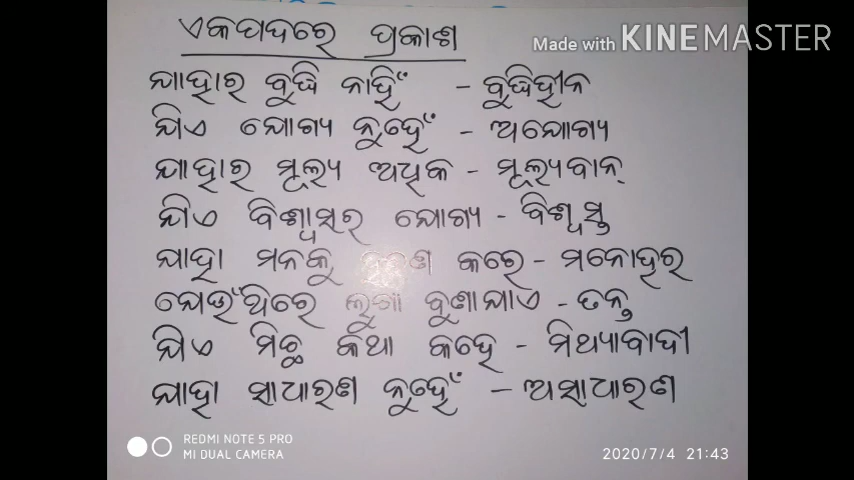 ଏକପଦରେ ପ୍ରକାଶ
Made with KINEMASTER
ଯାହାର ବୁଦ୍ଧି ନାହିଁ - ବୁଦ୍ଧିହୀନ
ଯିଏ ଯୋଗ୍ୟ ନୁହେଁ - ଅଯୋଗ୍ୟ
ଯାହାର ମୂଲ୍ୟ ଅଧିକ - ମୂଲ୍ୟବାନ୍
ଯିଏ ବିଶ୍ୱାସର ଯୋଗ୍ୟ - ବିଶ୍ୱସ୍ତ
ଯାହା ମନକୁ କରେ - ମନୋହର
ଯେଉଁଥିରେ ଲୁଗା ବୁଣାଯାଏ - ତନ୍ତ
ଯିଏ ମିଛ କଥା କହେ - ମିଥ୍ୟାବାଦୀ
ଯାହା ସାଧାରଣ ନୁହେଁ - ଅସାଧାରଣ
REDMI NOTE 5 PRO
MI DUAL CAMERA
2020/7/4 21:43